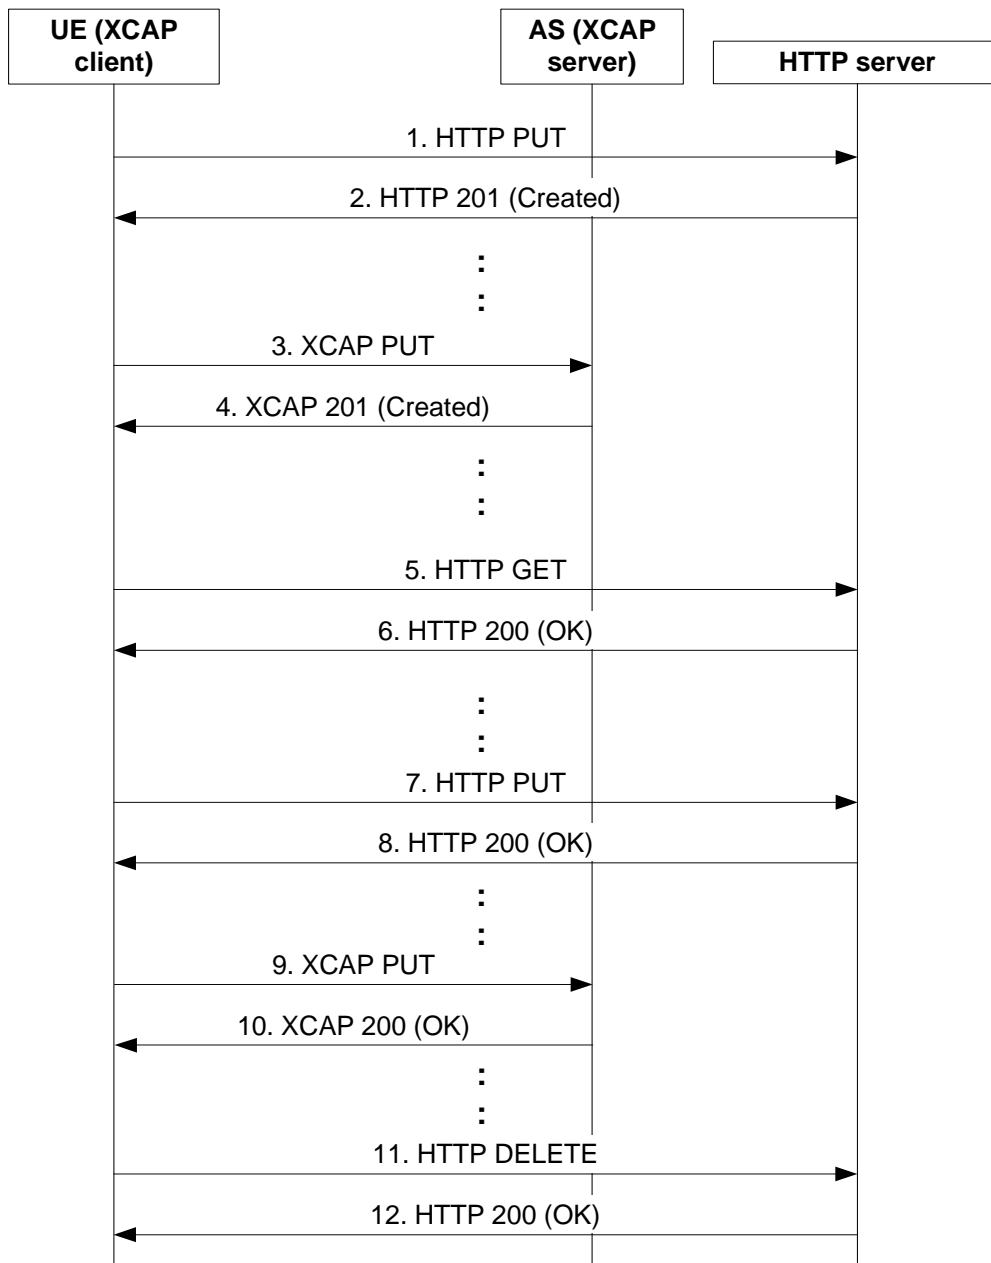 UE (XCAP
client)
AS (XCAP
server)
HTTP server
1. HTTP PUT
2. HTTP 201 (Created)
:
:
3. XCAP PUT
4. XCAP 201 (Created)
:
:
5. HTTP GET
6. HTTP 200 (OK)
:
:
7. HTTP PUT
8. HTTP 200 (OK)
:
:
9. XCAP PUT
10. XCAP 200 (OK)
:
:
11. HTTP DELETE
12. HTTP 200 (OK)